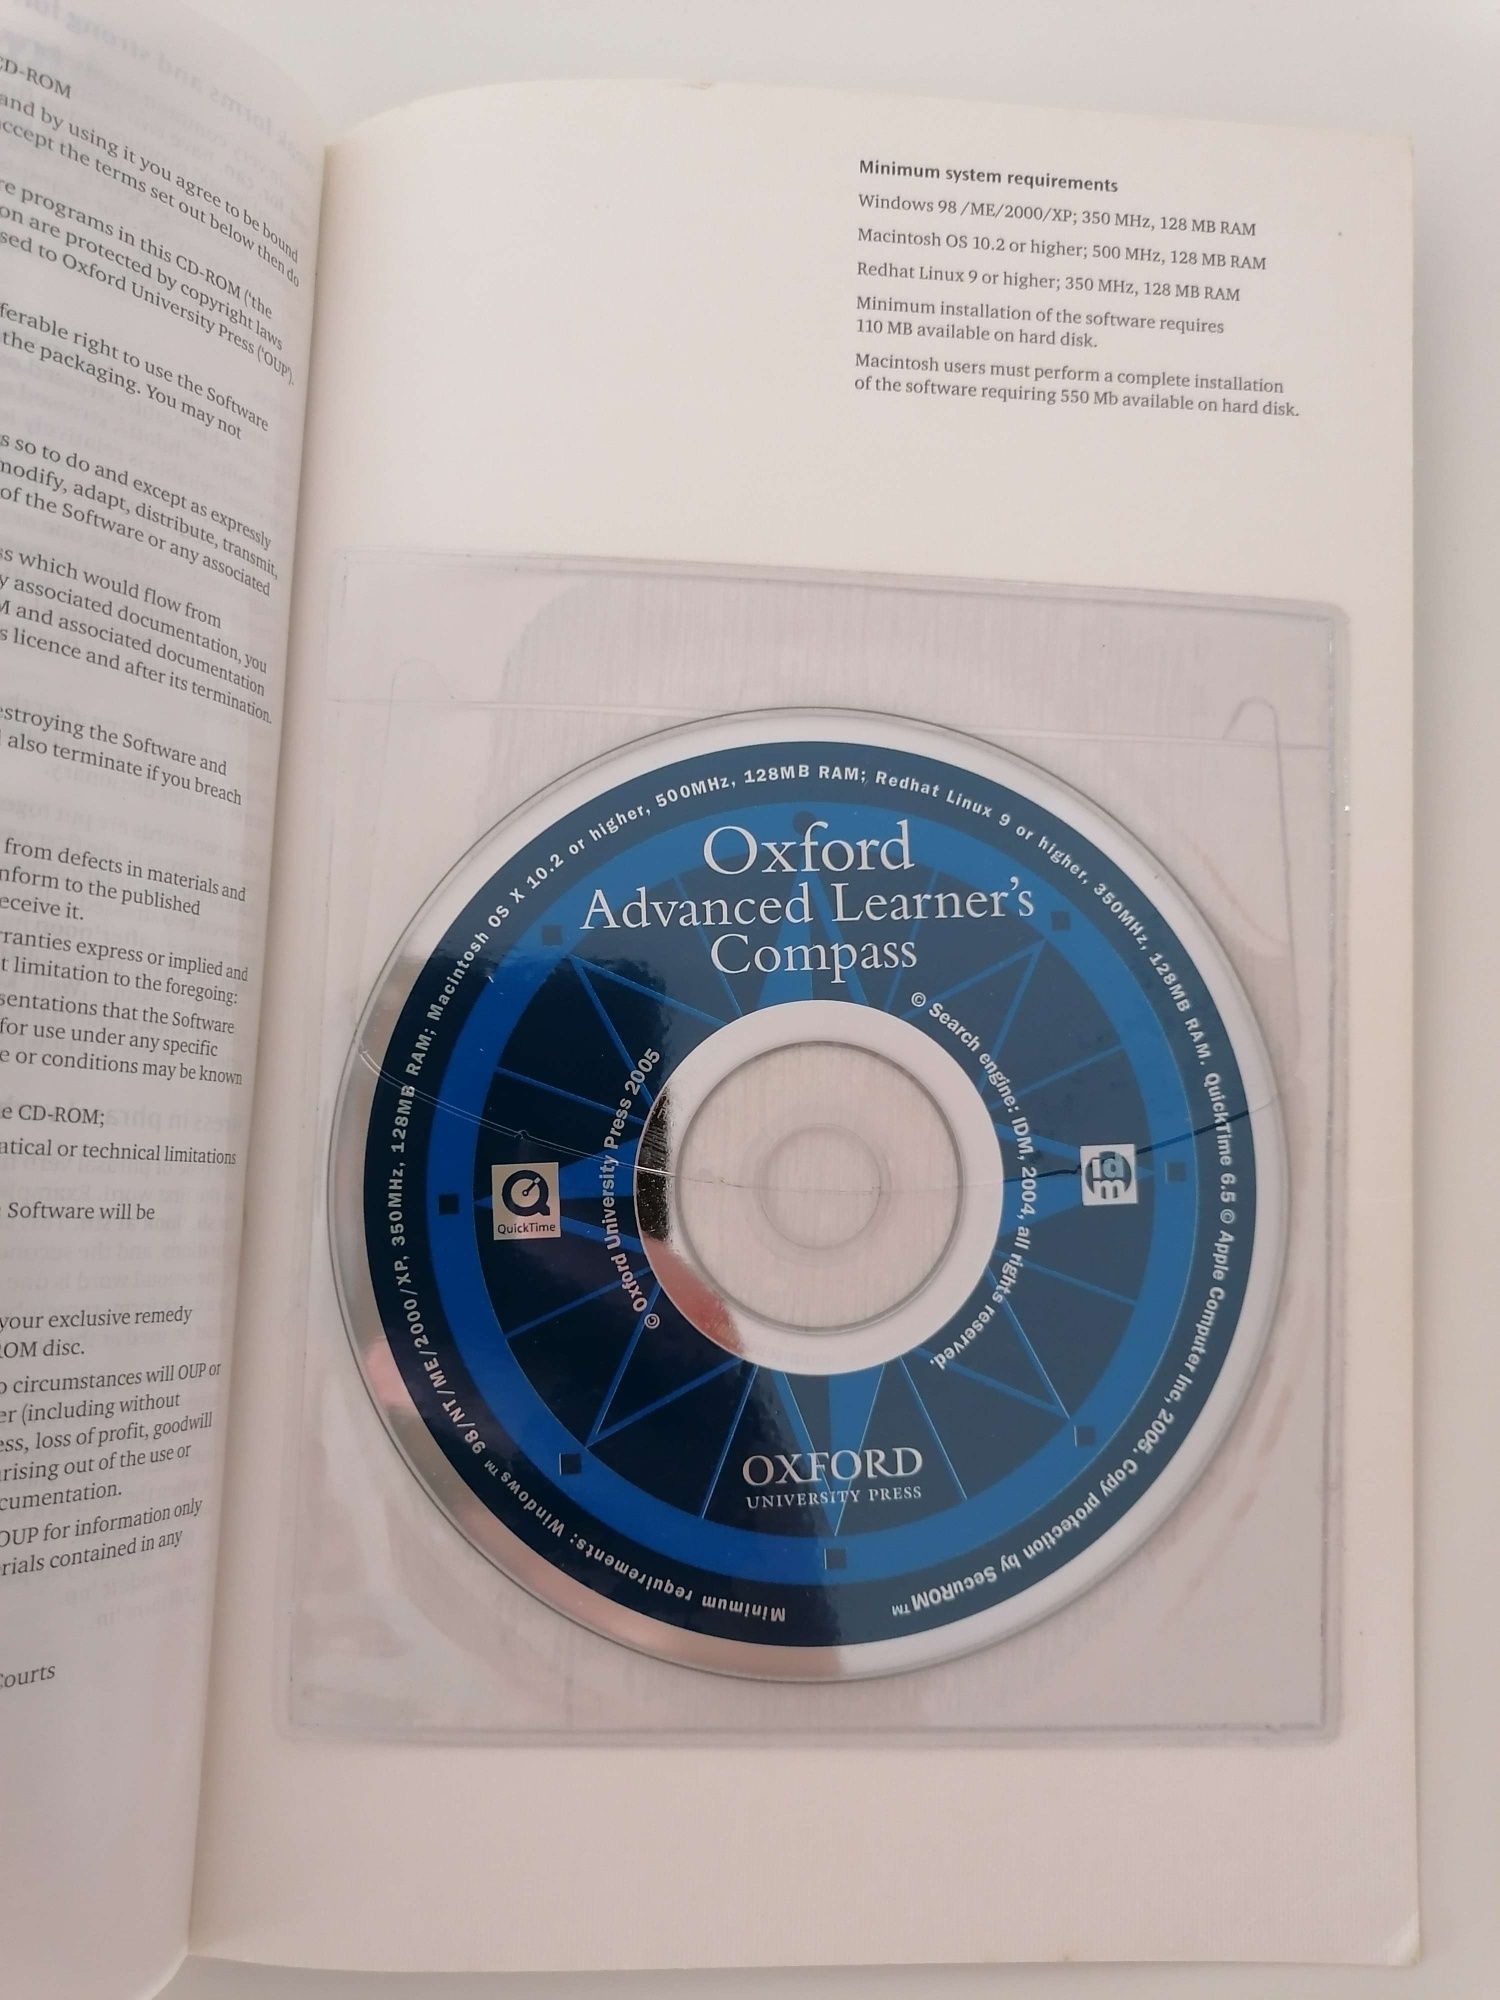 CD-ROM
and by using it you agree to be bound
accept the terms set out below then do
re programs in this CD-ROM ('the
on are protected by copyright laws
sed to Oxford University Press ('OUP').
ferable right to use the Software
the packaging. You may not
s so to do and except as expressly
modify, adapt, distribute, transmit,
of the Software or any associated
ss which would flow from
y associated documentation, you
M and associated documentation
s licence and after its termination.
estroying the Software and
also terminate if you breach
from defects in materials and
nform to the published
eceive it.
rranties express or implied and
t limitation to the foregoing:
sentations that the Software
for use under any specific
e or conditions may be known
e CD-ROM;
atical or technical limitations
Software will be
your exclusive remedy
ROM disc.
o circumstances will OUP or
er (including without
ess, loss of profit, goodwill
rising out of the use or
cumentation.
OUP for information only
rials contained in any
Courts
Minimum system requirements
Windows 98 /ME/2000/XP; 350 MHz, 128 MB RAM
Macintosh OS 10.2 or higher; 500 MHz, 128 MB RAM
Redhat Linux 9 or higher; 350 MHz, 128 MB RAM
Minimum installation of the software requires
110 MB available on hard disk.
Macintosh users must perform a complete installation
of the software requiring 550 Mb available on hard disk.
Minimum requirements: Windows™ 98/NT/ME/2000/XP, 350MHz, 128MB RAM; Macintosh OS X 10.2 or higher, 500MHz, 128MB RAM; Redhat Linux 9 or higher, 350MHz, 128MB RAM. QuickTime 6.5 © Apple Computer Inc, 2005. Copy protection by SecuROM™
Oxford
Advanced Learner's
Compass
© Oxford University Press 2005
© Search engine: IDM, 2004, all rights reserved.
QuickTime
idm
OXFORD
UNIVERSITY PRESS